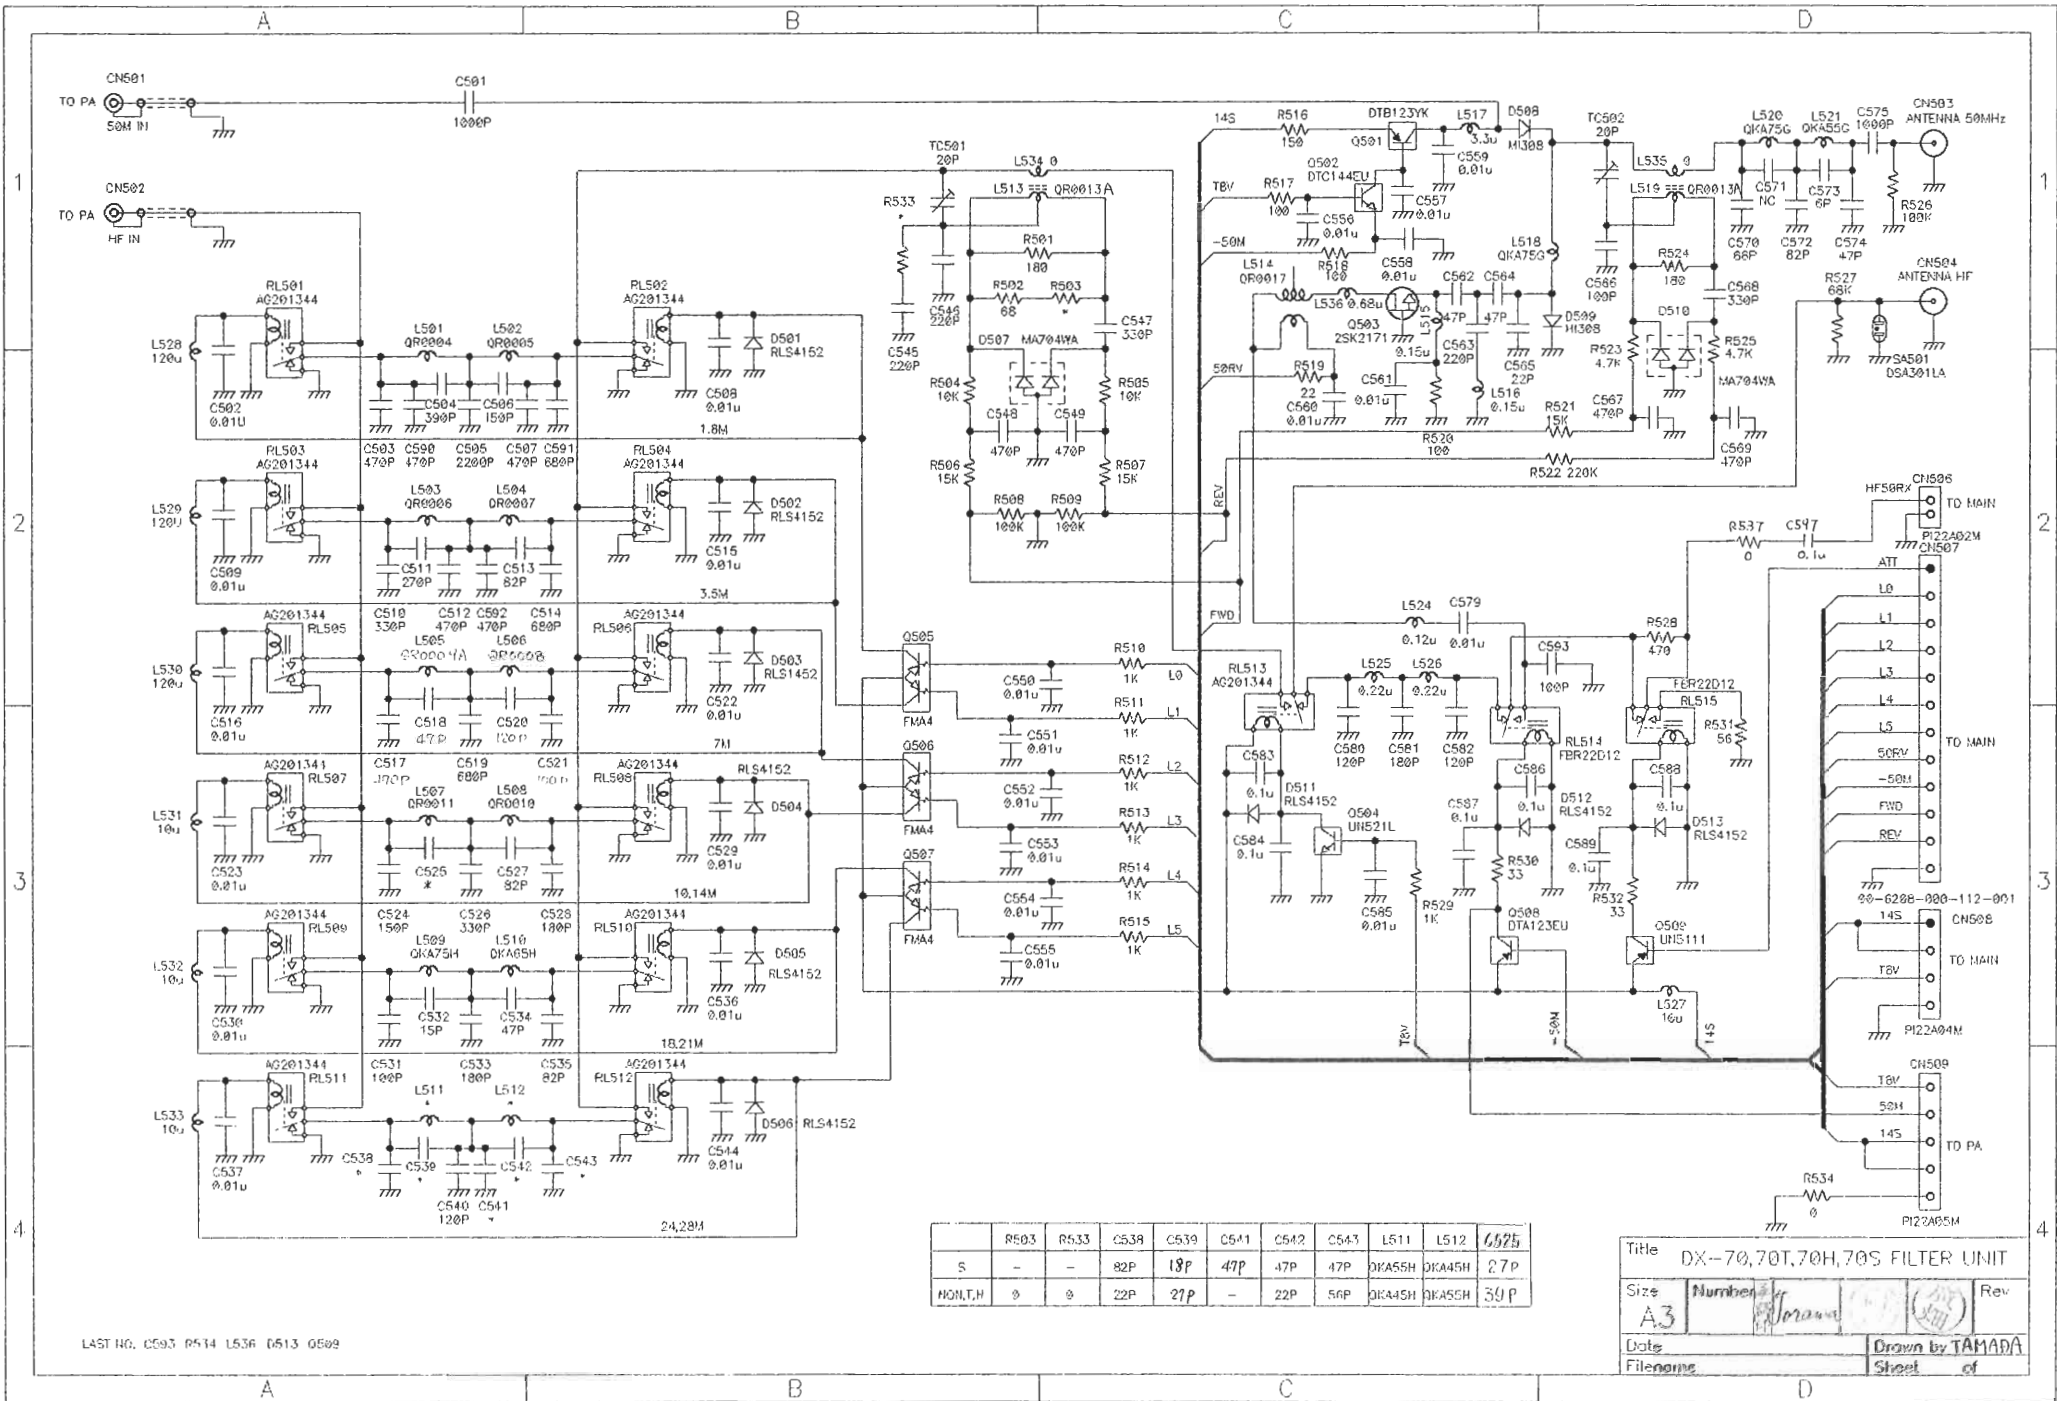 A B C D
CN501
TO PA
50M IN
C501
1000P
CN502
TO PA
HF IN
1
RL501
AG201344
L528
120u
C502
0.01U
L501
QR0004
L502
QR0005
C504
390P
C506
150P
C503
470P
C590
470P
C595
2200P
C507
470P
C591
680P
RL502
AG201344
D501
RLS4152
C508
0.01u
1.8M
RL503
AG201344
L529
120U
C509
0.01u
L503
QR0006
L504
QR0007
C511
270P
C513
82P
C510
330P
C512
470P
C592
470P
C514
680P
RL504
AG201344
D502
RLS4152
C515
0.01u
3.5M
2
AG201344
RL505
L530
120u
C516
0.01u
L505
QR0004A
L506
QR0008
C518
47P
C520
120P
C517
C519
680P
C521
AG201344
RL506
D503
RLS4152
C522
0.01u
7M
AG201344
RL507
L531
10u
C523
0.01u
L507
QR0011
L508
QR0010
C525
*
C527
82P
C524
150P
C526
330P
C528
180P
AG201344
RL508
RLS4152
D504
C529
0.01u
10,14M
3
AG201344
RL509
L532
10u
C530
0.01u
L509
QKA75H
L510
QKA65H
C532
15P
C534
47P
C531
100P
C533
180P
C535
82P
AG201344
RL510
D505
RLS4152
C536
0.01u
18,21M
AG201344
RL511
L533
10u
C537
0.01u
L511
*
L512
*
C538
*
C539
*
C540
120P
C541
*
C542
*
C543
*
AG201344
RL512
D506 RLS4152
C544
0.01u
24,28M
4
Q505
FMA4
Q506
FMA4
Q507
FMA4
C550
0.01u
C551
0.01u
C552
0.01u
C553
0.01u
C554
0.01u
C555
0.01u
R510
1K
L0
R511
1K
L1
R512
1K
L2
R513
1K
L3
R514
1K
L4
R515
1K
L5
TC501
20P
R533
*
C546
220P
C545
220P
L534 0
L513 QR0013A
R501
180
R502
68
R503
*
C547
330P
D507 MA704WA
R504
10K
R505
10K
C548
470P
C549
470P
R506
15K
R507
15K
R508
100K
R509
100K
14S
R516
150
DTB123YK
Q501
L517
3.3u
D508
MI308
T8V
R517
100
Q502
DTC144EU
C559
0.01u
C557
0.01u
C556
0.01u
-50M
R518
100
C558
0.01u
L518
QKA75G
L514
QR0017
L536 0.68u
Q503
2SK2171
L515
0.15u
C562
47P
C564
47P
C563
220P
C565
22P
D509
MI308
50RV
R519
22
C560
0.01u
C561
0.01u
L516
0.15u
R520
100
R521
15K
R522 220K
REV
FWD
TC502
20P
L535 0
L519 QR0013A
C566
100P
R524
180
C568
330P
D510
R523
4.7K
R525
4.7K
MA704WA
C567
470P
C569
470P
L520
QKA75G
L521
QKA55G
C575
1000P
CN503
ANTENNA 50MHz
C571
NC
C573
6P
C570
66P
C572
82P
C574
47P
R526
100K
CN504
ANTENNA HF
R527
68K
SA501
DSA301LA
1
HF50RX
CN506
TO MAIN
PI22A02M
R537
0
C547
0.1u
2
CN507
ATT
L0
L1
L2
L3
L4
L5
50RV
-50M
FWD
REV
TO MAIN
00-6208-000-112-001
3
L524
0.12u
C579
0.01u
R528
470
C593
100P
RL513
AG201344
L525
0.22u
L526
0.22u
C580
120P
C581
180P
C582
120P
RL514
FBR22D12
FBR22D12
RL515
R531
56
C583
0.1u
D511
RLS4152
C584
0.1u
Q504
UN521L
C585
0.01u
R529
1K
C586
0.1u
C587
0.1u
D512
RLS4152
R530
33
Q508
DTA123EU
C588
0.1u
D513
RLS4152
C589
0.1u
R532
33
Q509
UN5111
L527
10u
T8V
-50M
14S
14S
CN508
TO MAIN
T8V
PI22A04M
CN509
T8V
50M
14S
TO PA
R534
0
PI22A05M
4
R503 R533 C538 C539 C541 C542 C543 L511 L512 C525
S - - 82P 18P 47P 47P 47P QKA55H QKA45H 27P
NON,T,H 0 0 22P 27P - 22P 56P QKA45H QKA55H 39P
Title DX-70,70T,70H,70S FILTER UNIT
Size
A3
Number
Rev
Date
Drawn by TAMADA
Filename
Sheet of
LAST NO. C593 R534 L536 D513 Q509
A B C D